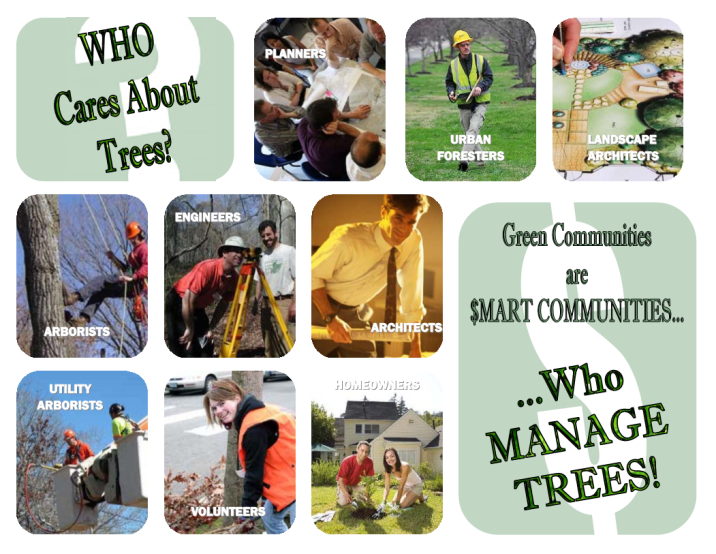 WHO
Cares About
Trees?
PLANNERS
URBAN
FORESTERS
LANDSCAPE
ARCHITECTS
ARBORISTS
ENGINEERS
ARCHITECTS
Green Communities
are
$MART COMMUNITIES...
...Who
MANAGE
TREES!
UTILITY
ARBORISTS
VOLUNTEERS
HOMEOWNERS